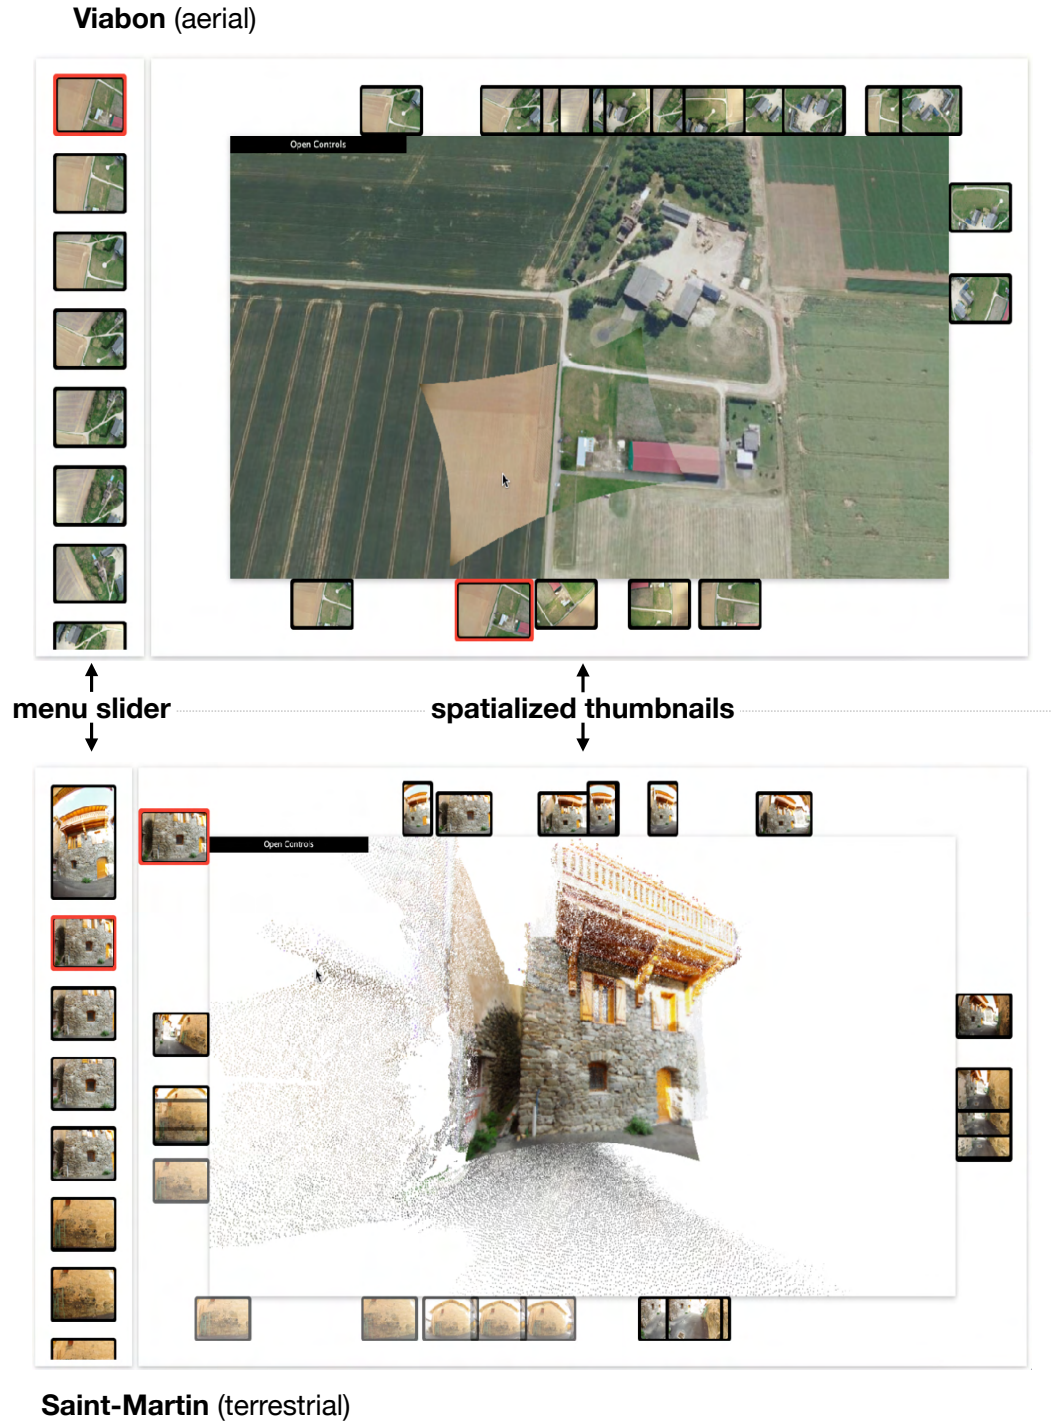 Viabon (aerial)
Open Controls
menu slider
spatialized thumbnails
Open Controls
Saint-Martin (terrestrial)